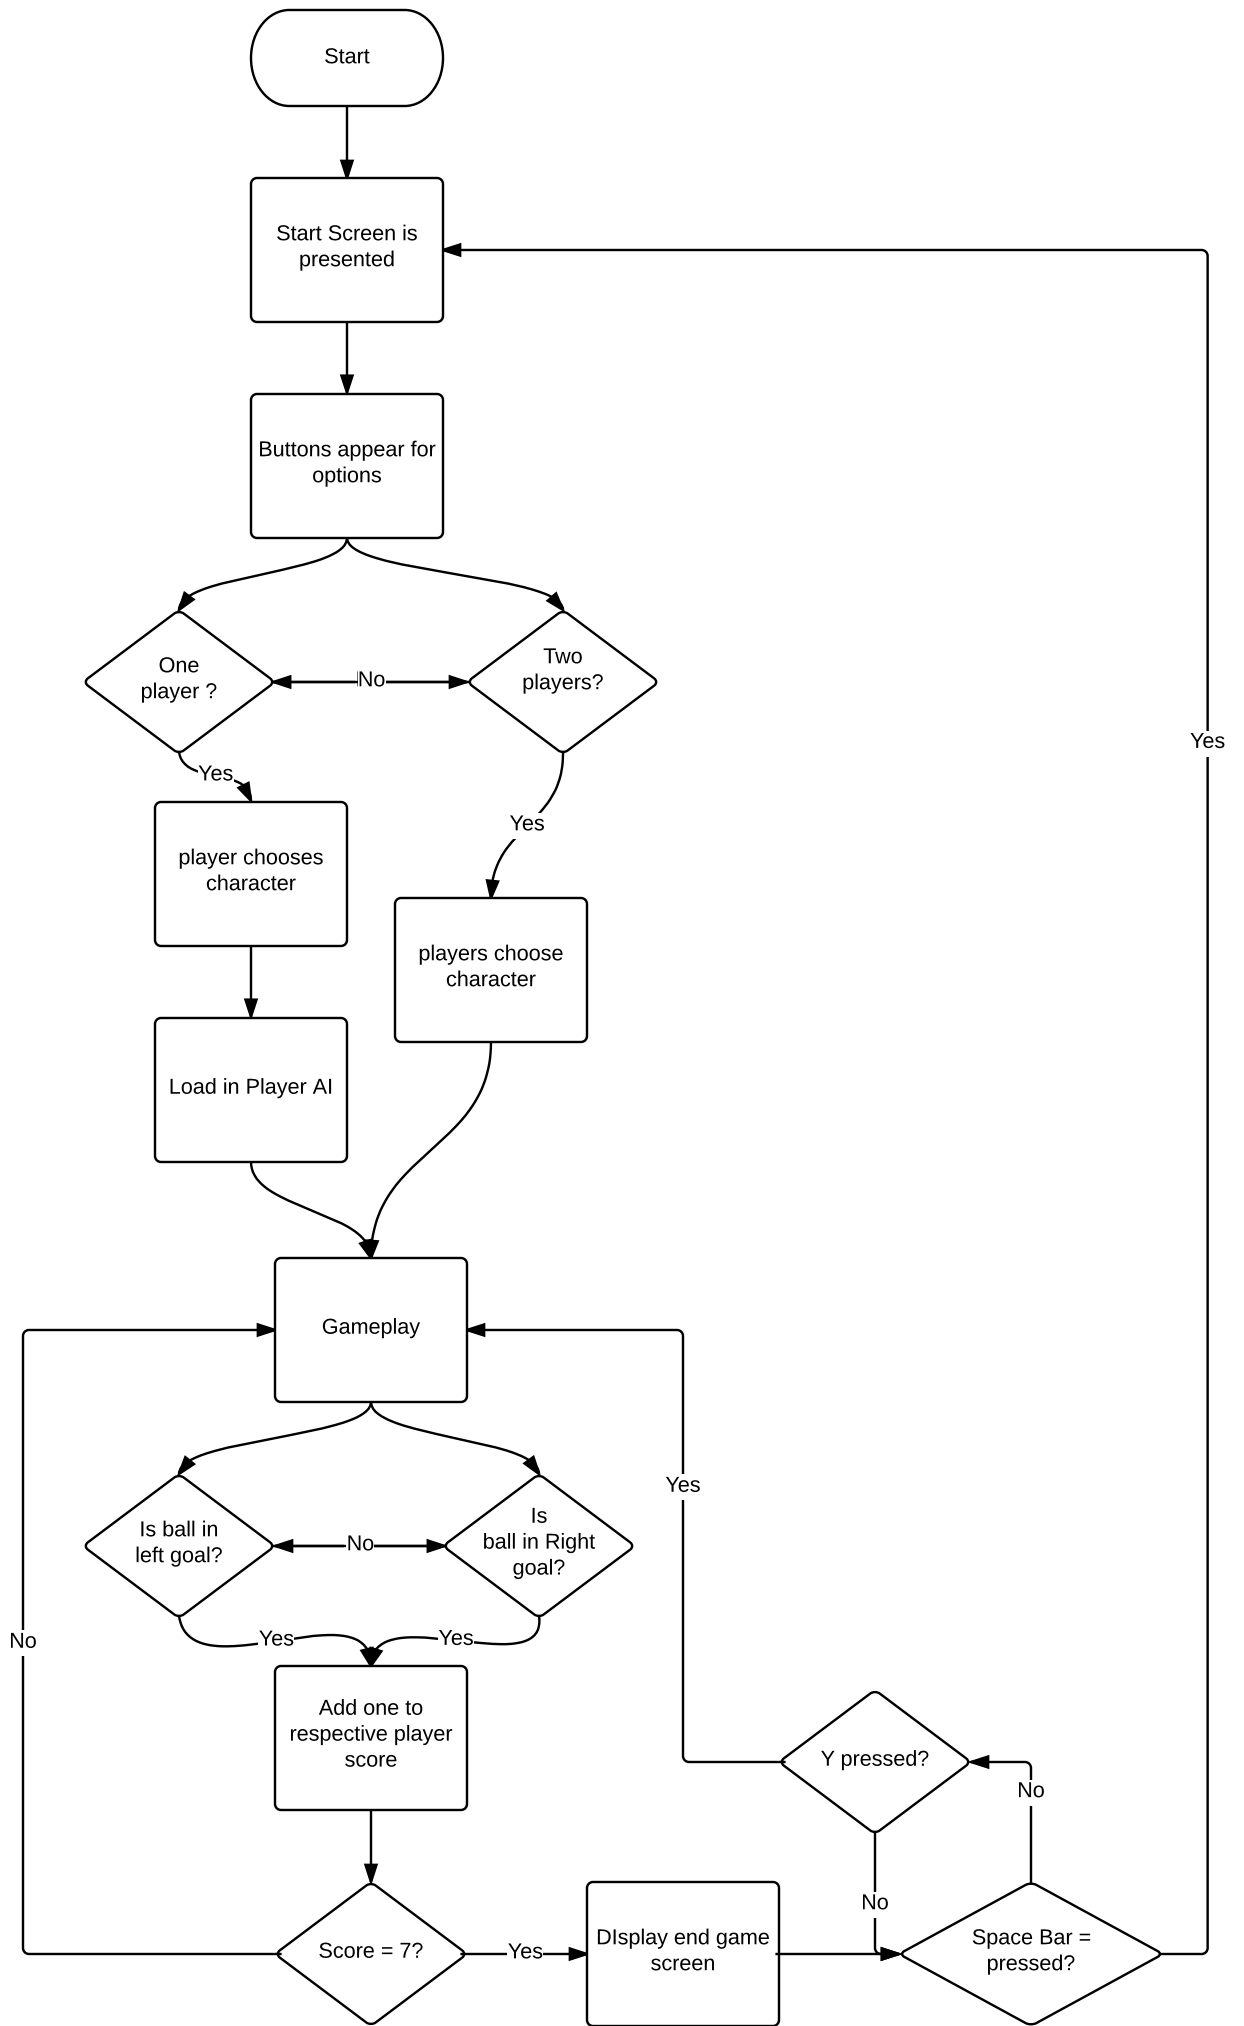 Start
Start Screen is
presented
Buttons appear for
options
One
player ?
No
Two
players?
Yes
Yes
Yes
player chooses
character
players choose
character
Load in Player AI
Gameplay
Yes
Is ball in
left goal?
No
Is
ball in Right
goal?
No
Yes
Yes
Add one to
respective player
score
Y pressed?
No
No
Score = 7?
Yes
DIsplay end game
screen
Space Bar =
pressed?